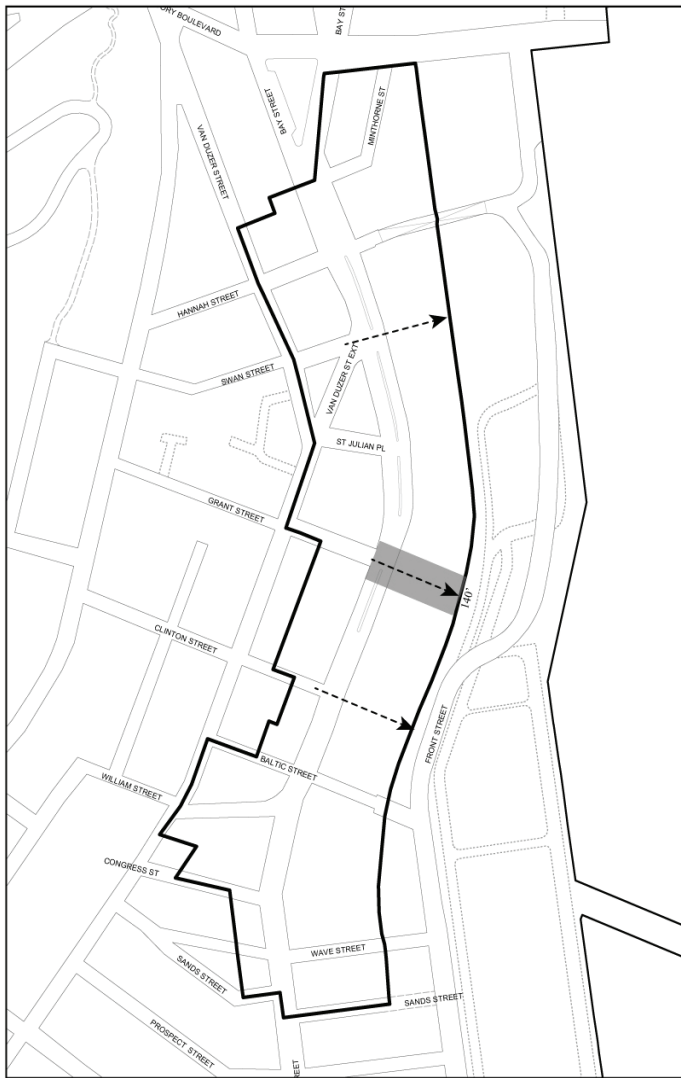 ORY BOULEVARD
BAY ST
BAY STREET
MINTHORNE ST
VAN DUZER STREET
HANNAH STREET
SWAN STREET
VAN DUZER ST EXT
ST JULIAN PL
GRANT STREET
140'
CLINTON STREET
FRONT STREET
BALTIC STREET
WILLIAM STREET
CONGRESS ST
WAVE STREET
SANDS STREET
SANDS STREET
PROSPECT STREET
STREET